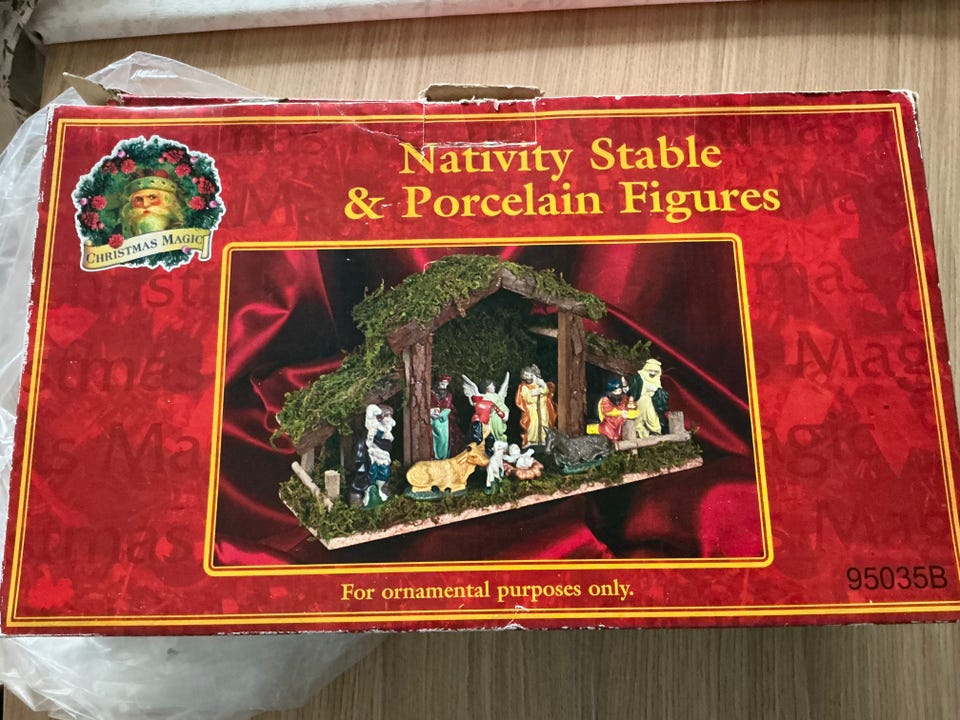 Nativity Stable
& Porcelain Figures
CHRISTMAS MAGIC
For ornamental purposes only.
95035B